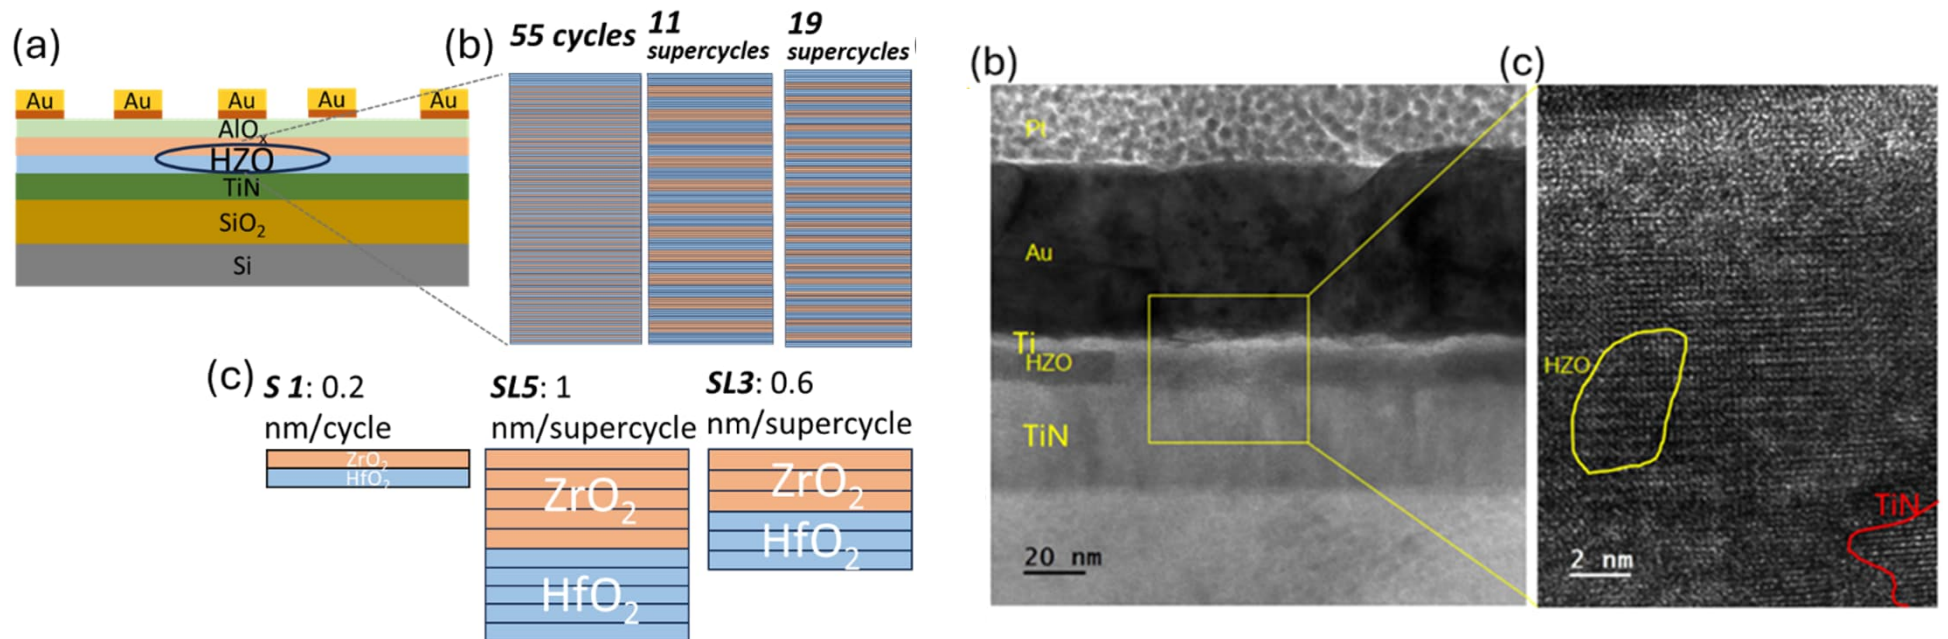 (a)
Au Au Au Au Au
AlOₓ
HZO
TiN
SiO₂
Si
(b)
55 cycles
11
supercycles
19
supercycles
(c)
S 1: 0.2
nm/cycle
ZrO₂
HfO₂
SL5: 1
nm/supercycle
ZrO₂
HfO₂
SL3: 0.6
nm/supercycle
ZrO₂
HfO₂
(b)
Pt
Au
Ti
HZO
TiN
20 nm
(c)
HZO
TiN
2 nm